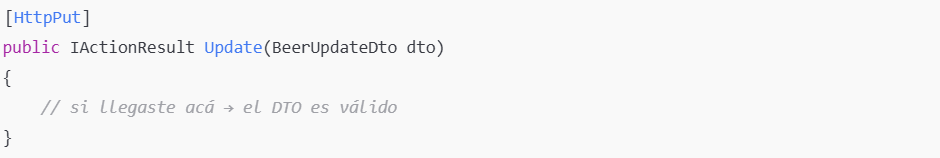 [HttpPut]
public IActionResult Update(BeerUpdateDto dto)
{
// si llegaste acá → el DTO es válido
}